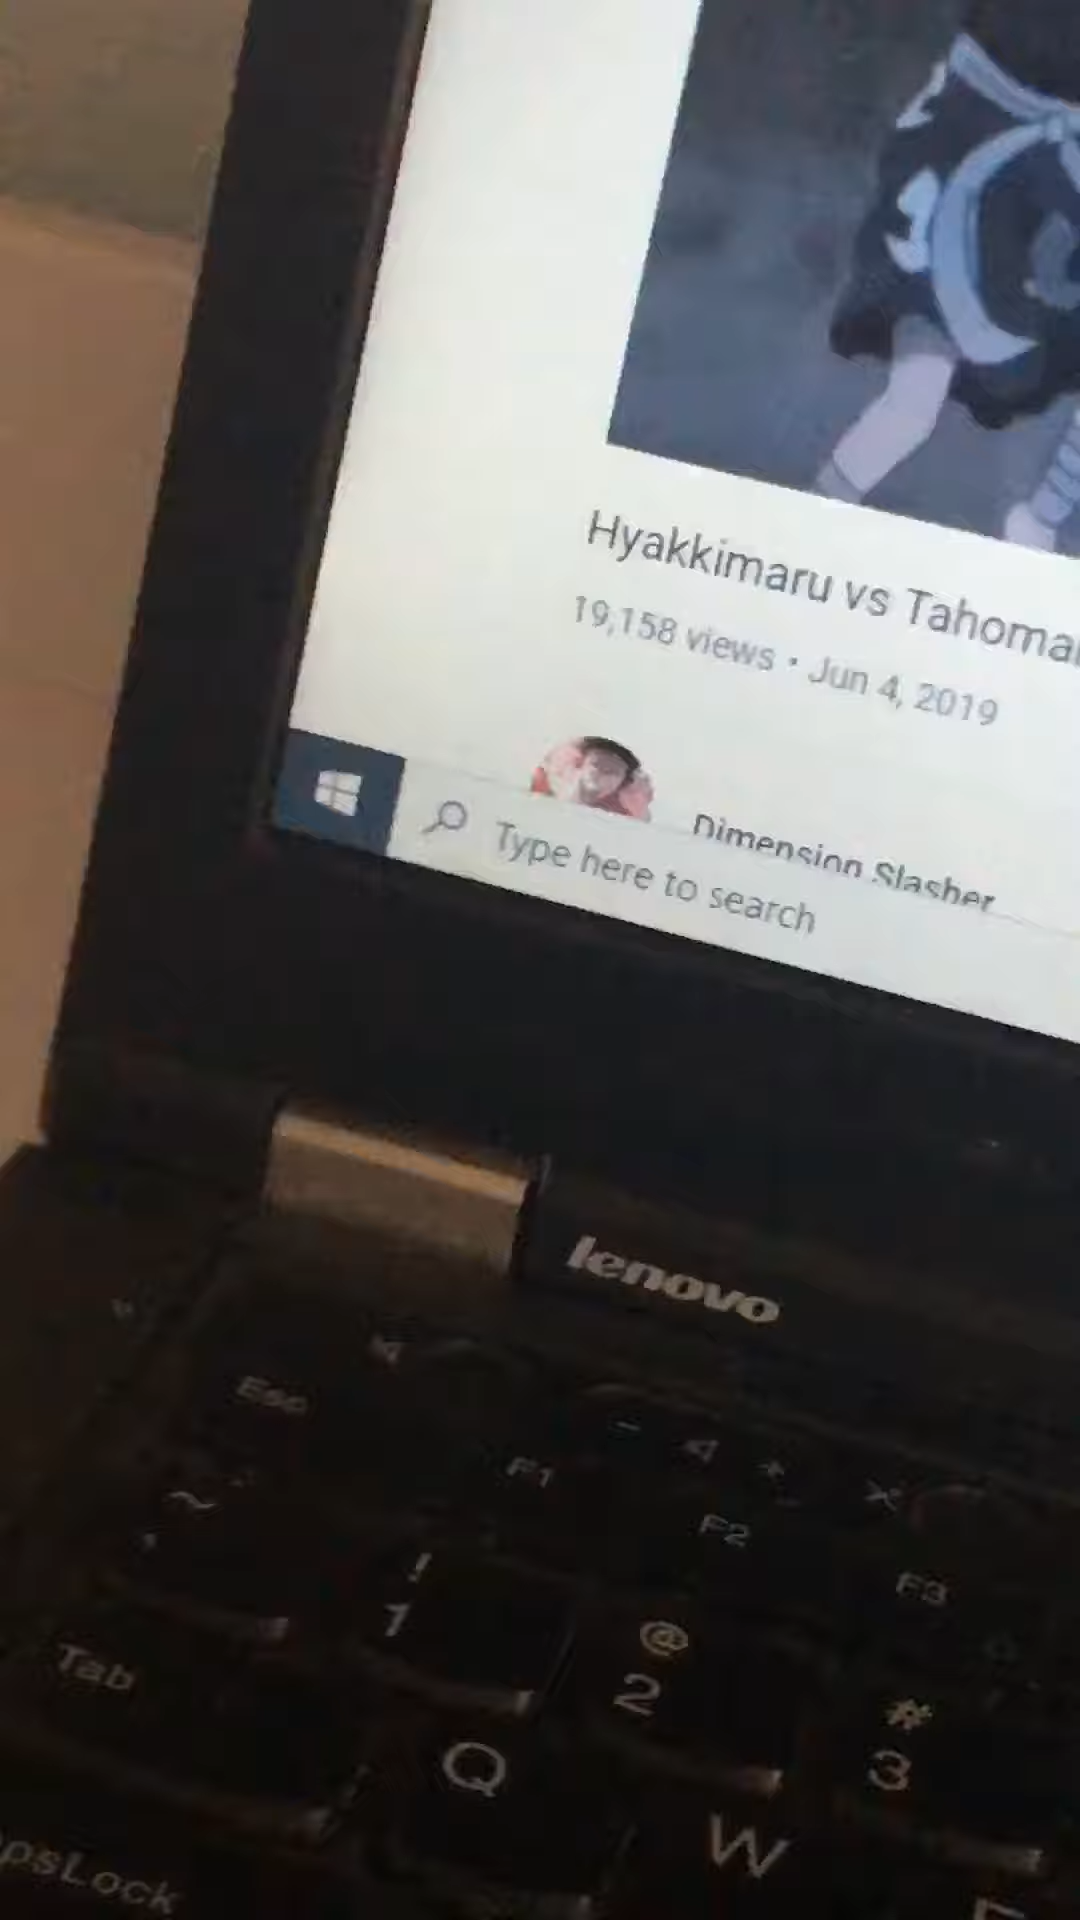 Hyakkimaru vs Tahoma
19,158 views • Jun 4, 2019
Dimension Slasher
Type here to search
lenovo
Esc
F1
F2
F3
~
!
1
@
2
#
3
Tab
Q
W
psLock